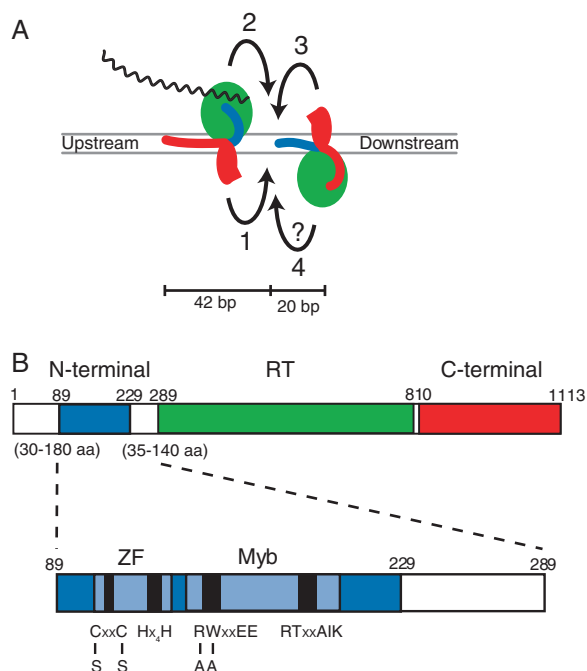 A
2 3
Upstream Downstream
1 ? 4
42 bp 20 bp
B
N-terminal RT C-terminal
1 89 229 289 810 1113
(30-180 aa) (35-140 aa)
89 ZF Myb 229 289
CxxC Hx₄H RWxxEE RTxxAIK
S S AA